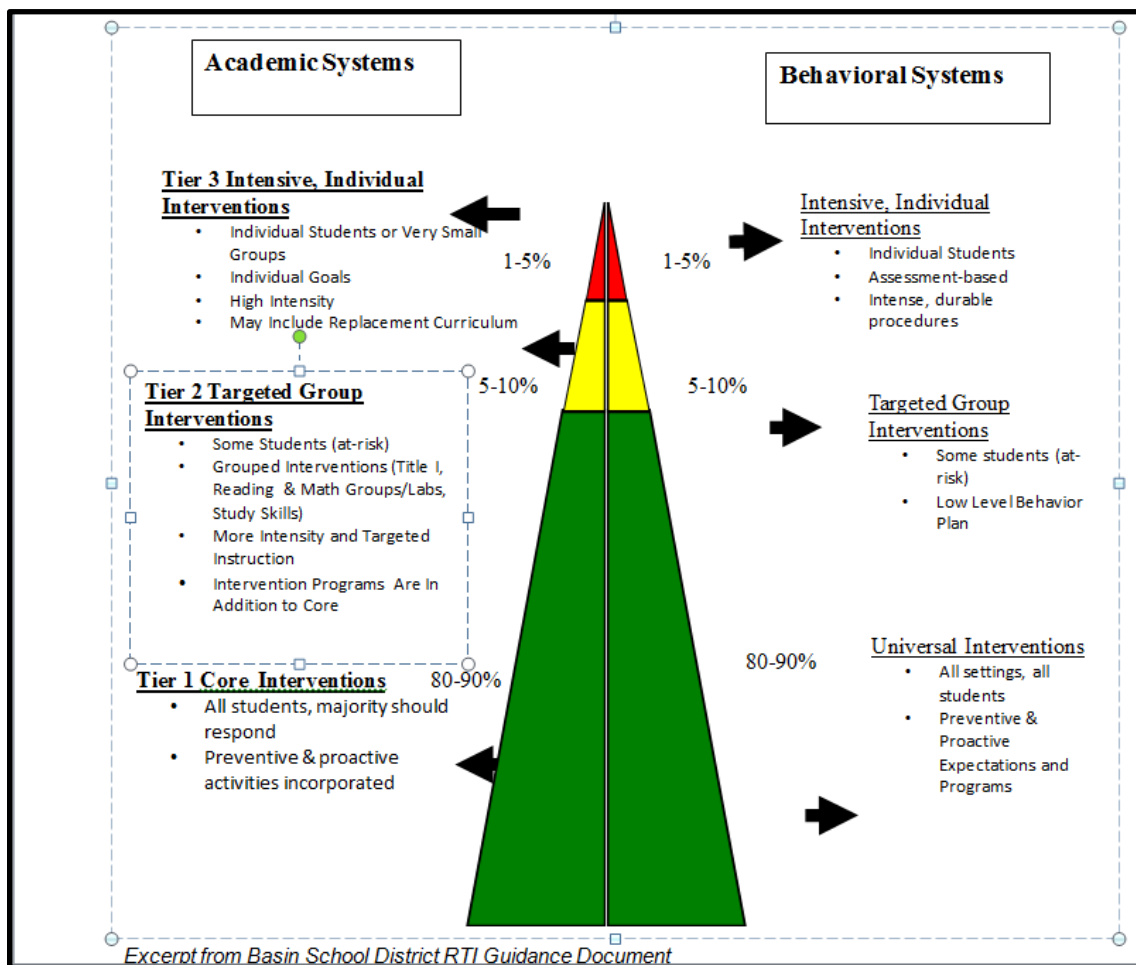 Academic Systems
Behavioral Systems
Tier 3 Intensive, Individual
Interventions
• Individual Students or Very Small
Groups
• Individual Goals
• High Intensity
• May Include Replacement Curriculum
1-5%
1-5%
Intensive, Individual
Interventions
• Individual Students
• Assessment-based
• Intense, durable
procedures
Tier 2 Targeted Group
Interventions
• Some Students (at-risk)
• Grouped Interventions (Title I,
Reading & Math Groups/Labs,
Study Skills)
• More Intensity and Targeted
Instruction
• Intervention Programs Are In
Addition to Core
5-10%
5-10%
Targeted Group
Interventions
• Some students (at-
risk)
• Low Level Behavior
Plan
Tier 1 Core Interventions
• All students, majority should
respond
• Preventive & proactive
activities incorporated
80-90%
80-90%
Universal Interventions
• All settings, all
students
• Preventive &
Proactive
Expectations and
Programs
Excerpt from Basin School District RTI Guidance Document